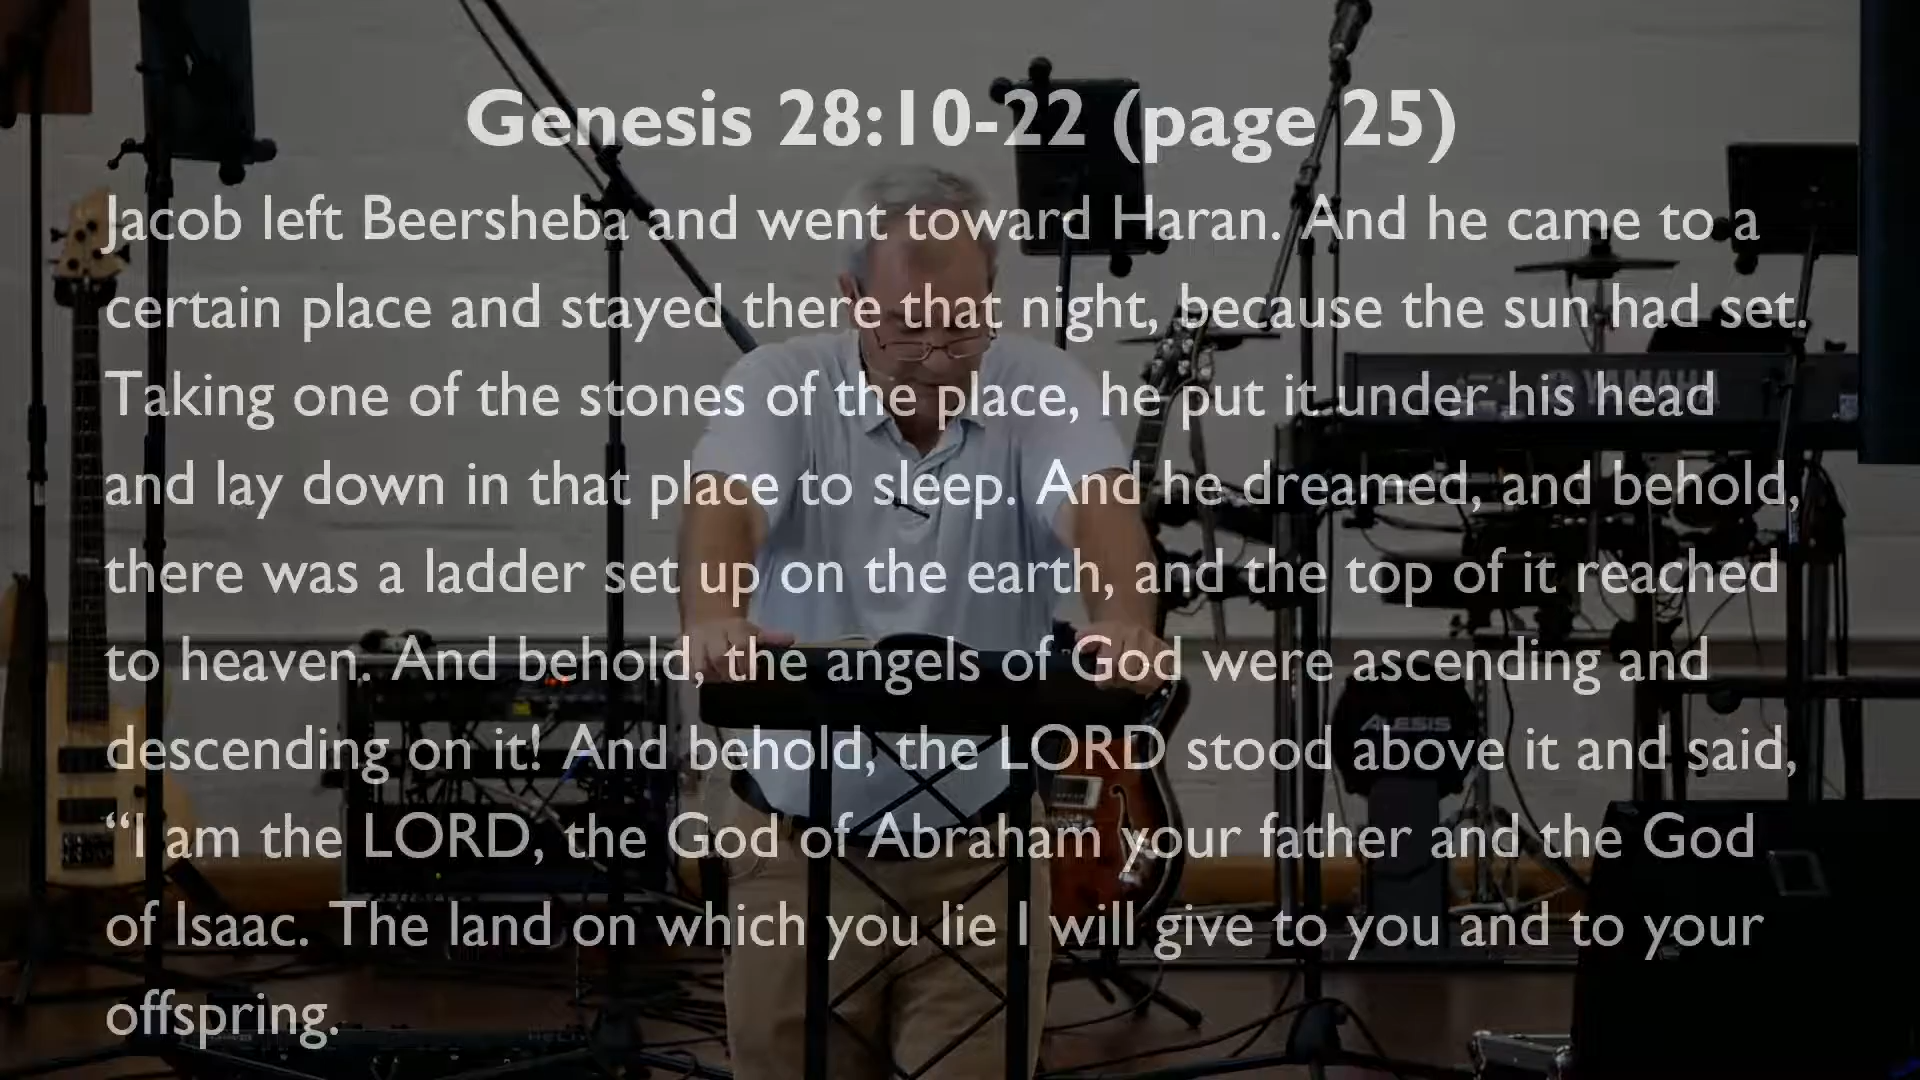 Genesis 28:10-22 (page 25)
Jacob left Beersheba and went toward Haran. And he came to a
certain place and stayed there that night, because the sun had set.
Taking one of the stones of the place, he put it under his head
and lay down in that place to sleep. And he dreamed, and behold,
there was a ladder set up on the earth, and the top of it reached
to heaven. And behold, the angels of God were ascending and
descending on it! And behold, the LORD stood above it and said,
“I am the LORD, the God of Abraham your father and the God
of Isaac. The land on which you lie I will give to you and to your
offspring.
YAMAHA
ALESIS